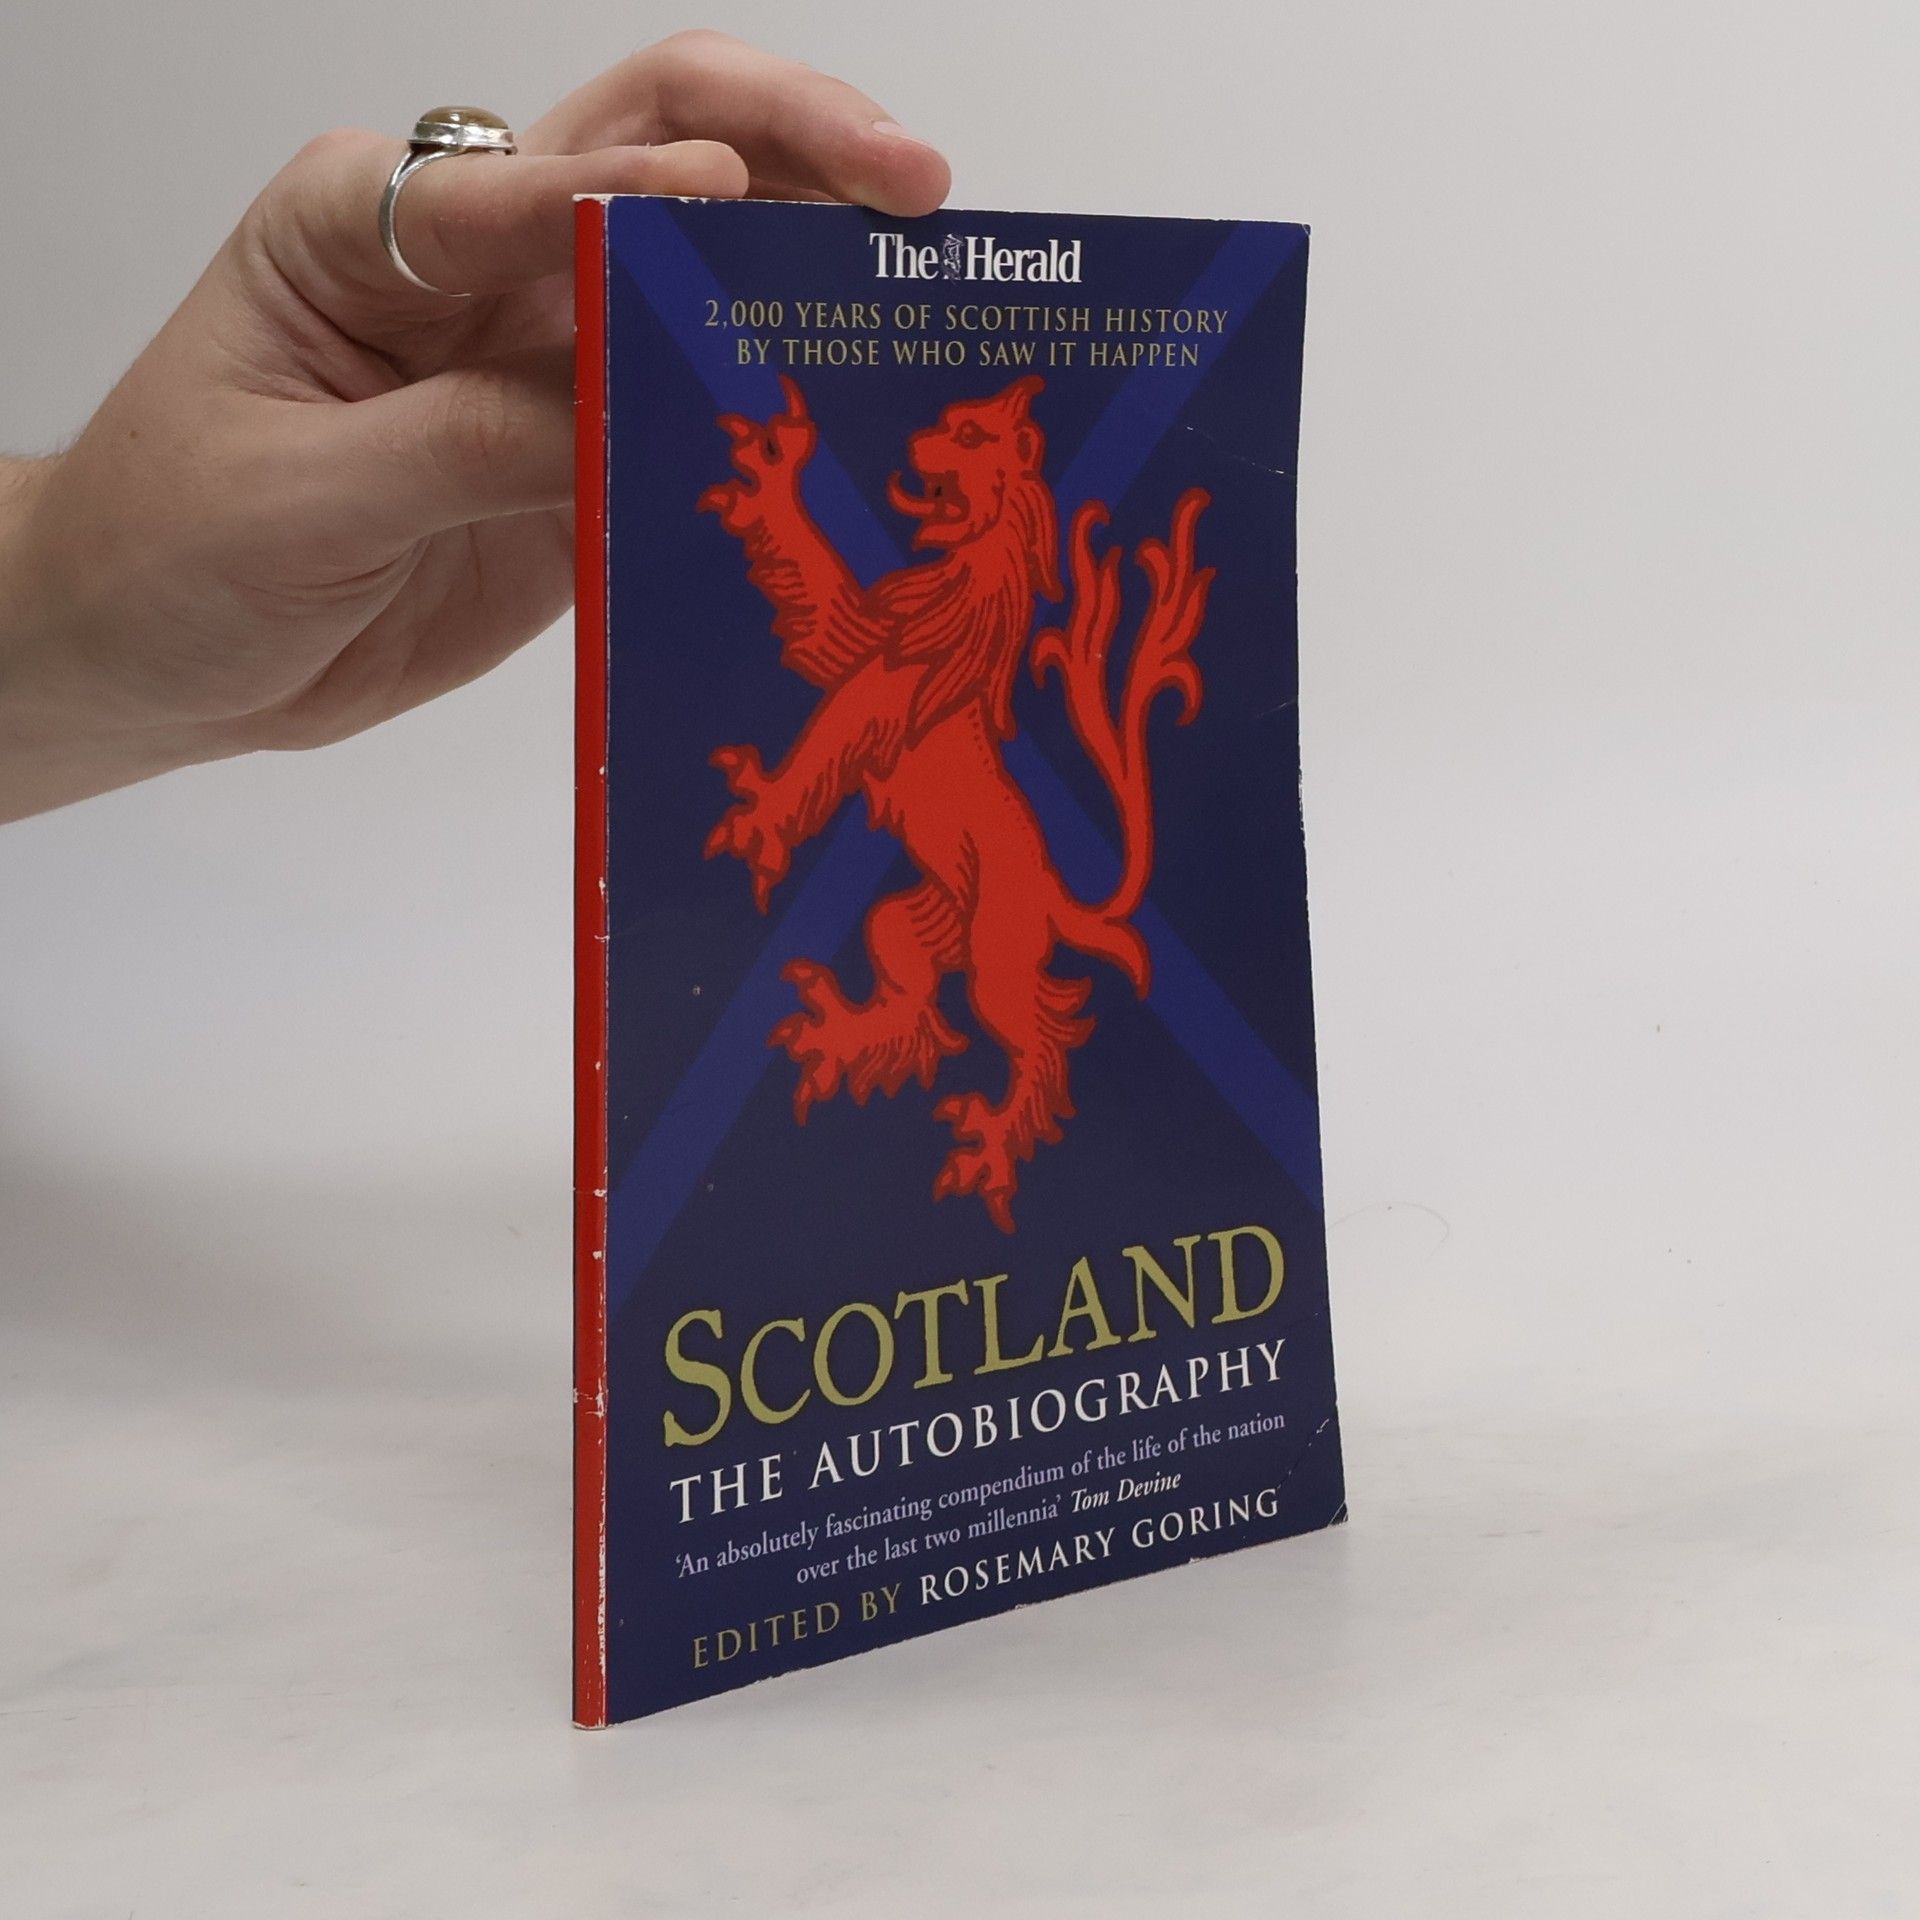 The Herald
2,000 YEARS OF SCOTTISH HISTORY
BY THOSE WHO SAW IT HAPPEN
SCOTLAND
THE AUTOBIOGRAPHY
‘An absolutely fascinating compendium of the life of the nation
over the last two millennia’ Tom Devine
EDITED BY ROSEMARY GORING